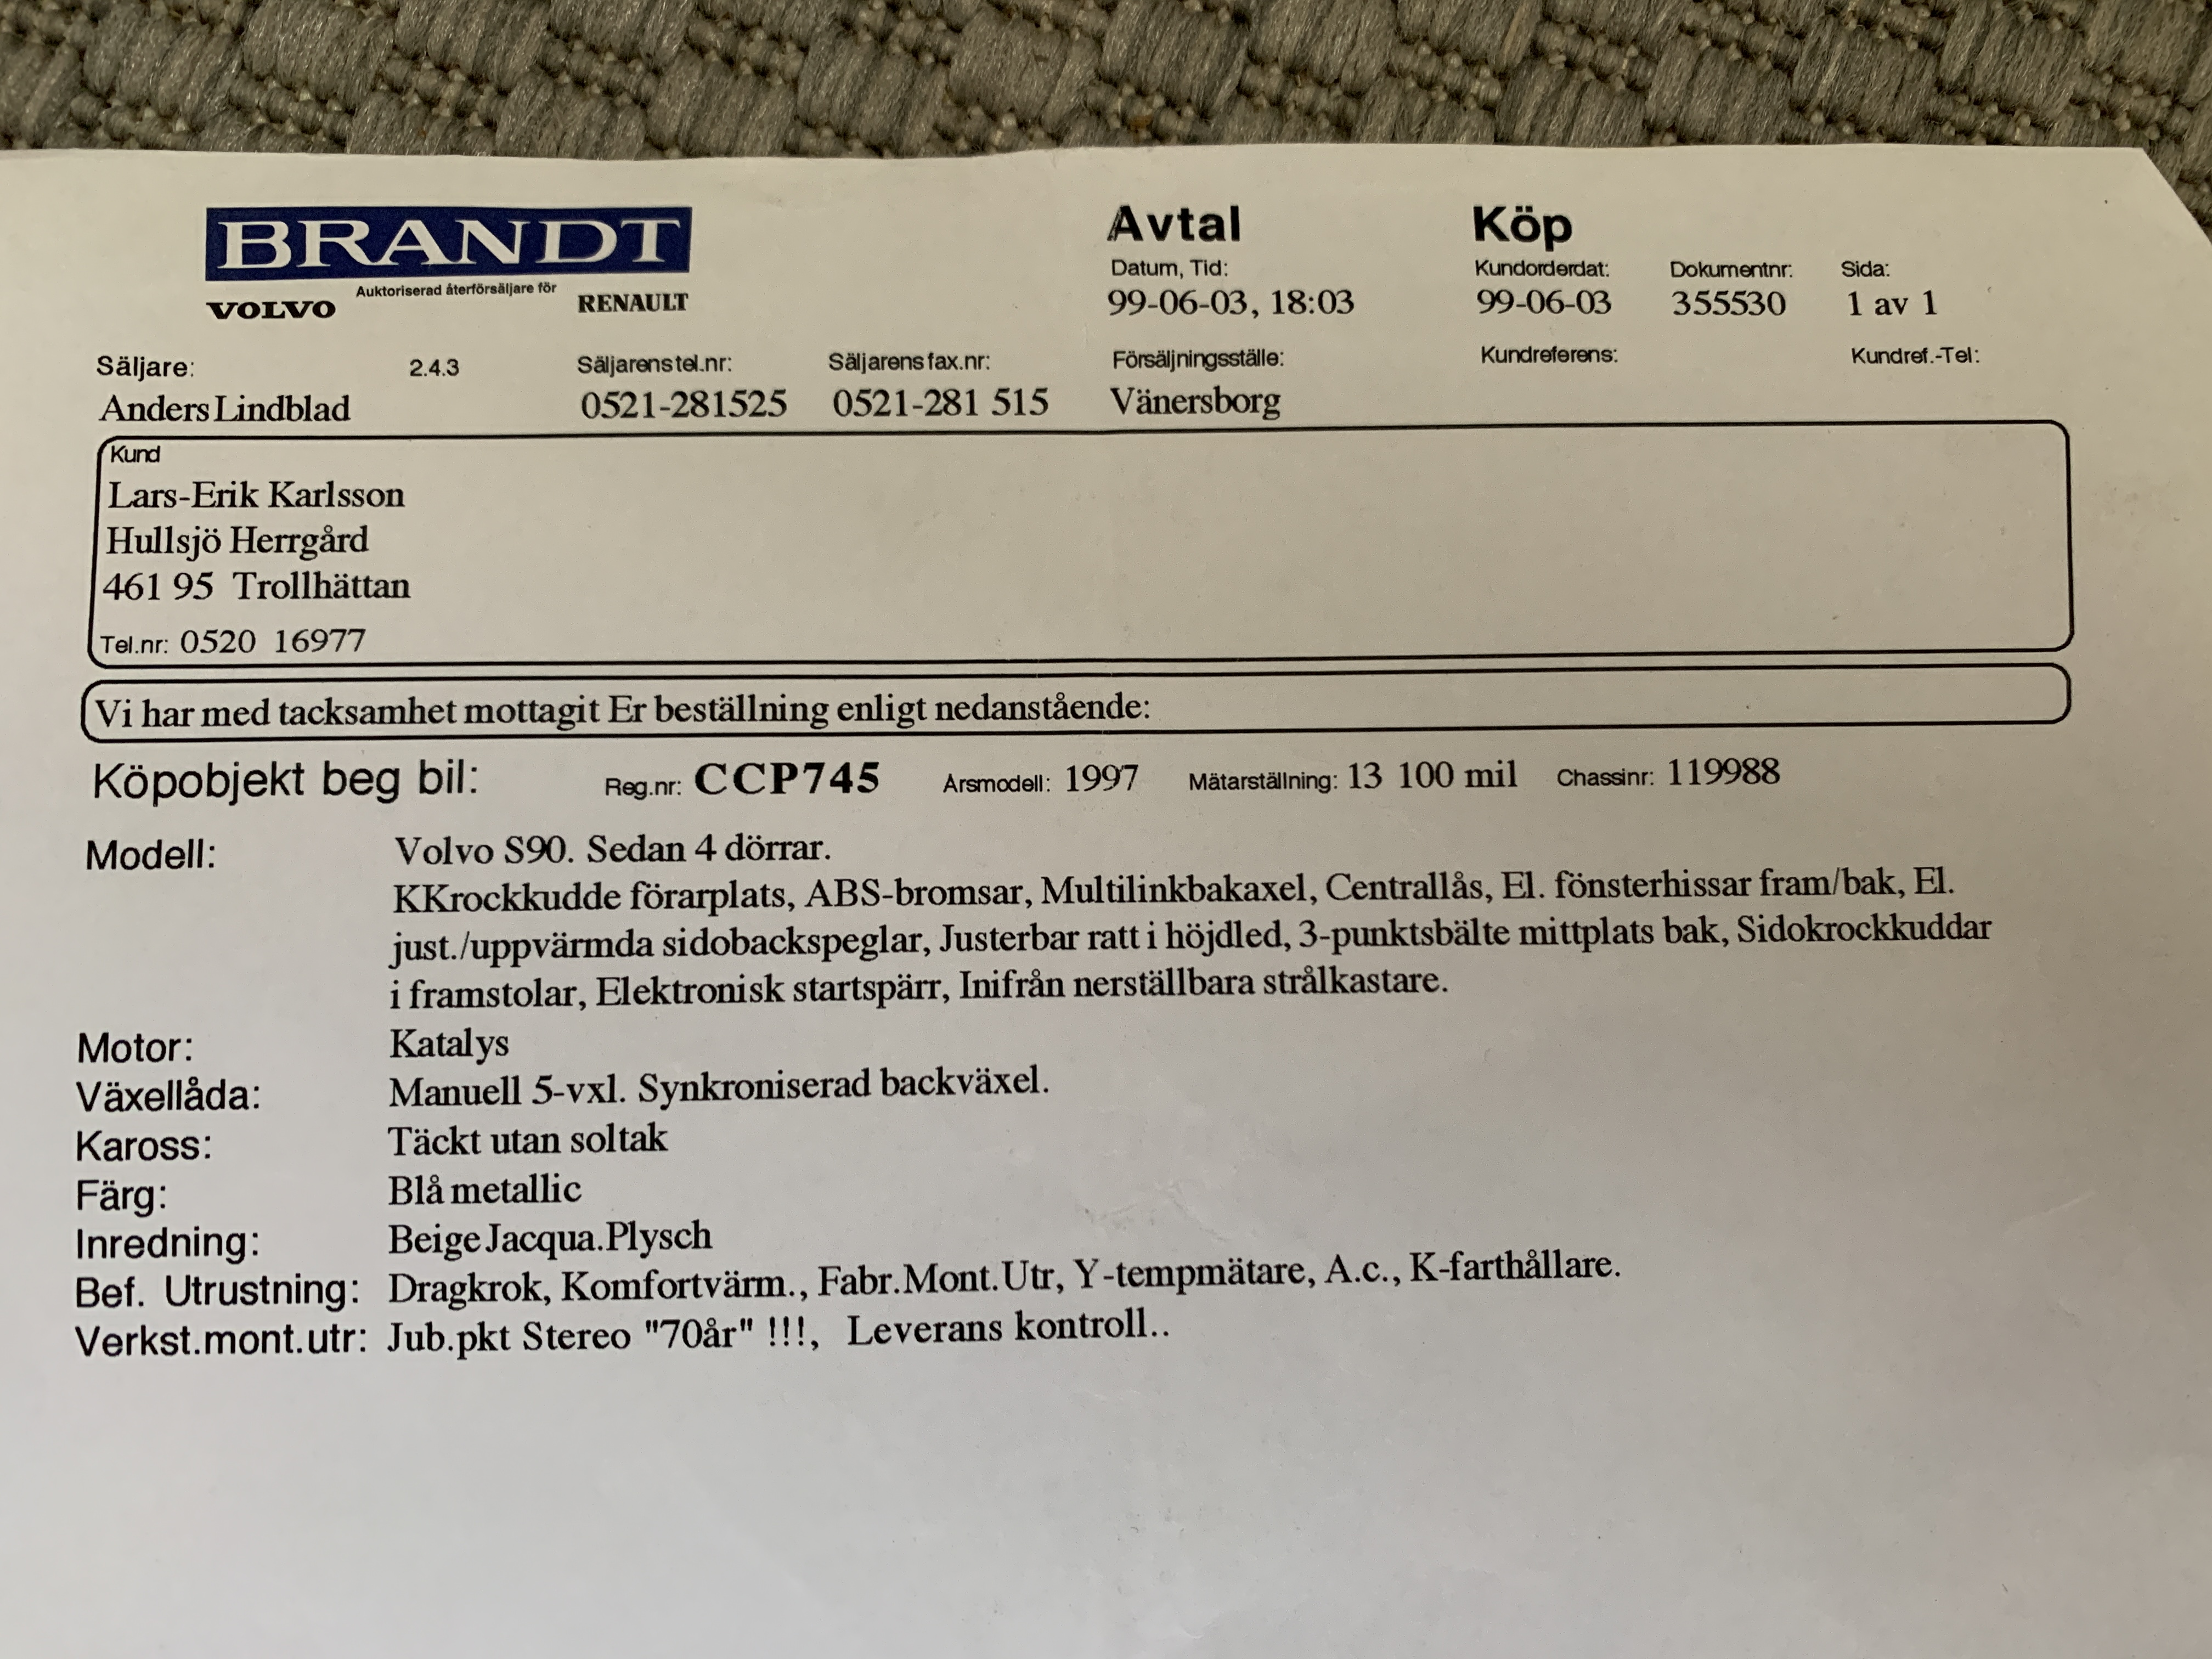 BRANDT
Auktoriserad återförsäljare för
VOLVO RENAULT
Avtal Köp
Datum, Tid: Kundorderdat: Dokumentnr: Sida:
99-06-03, 18:03 99-06-03 355530 1 av 1
Säljare: 2.4.3 Säljarens tel.nr: Säljarens fax.nr: Försäljningsställe: Kundreferens: Kundref.-Tel:
Anders Lindblad 0521-281525 0521-281 515 Vänersborg
Kund
Lars-Erik Karlsson
Hullsjö Herrgård
461 95 Trollhättan
Tel.nr: 0520 16977
Vi har med tacksamhet mottagit Er beställning enligt nedanstående:
Köpobjekt beg bil: Reg.nr: CCP745 Arsmodell: 1997 Mätarställning: 13 100 mil Chassinr: 119988
Modell: Volvo S90. Sedan 4 dörrar.
KKrockkudde förarplats, ABS-bromsar, Multilinkbakaxel, Centrallås, El. fönsterhissar fram/bak, El.
just./uppvärmda sidobackspeglar, Justerbar ratt i höjdled, 3-punktsbälte mittplats bak, Sidokrockkuddar
i framstolar, Elektronisk startspärr, Inifrån nerställbara strålkastare.
Motor: Katalys
Växellåda: Manuell 5-vxl. Synkroniserad backväxel.
Kaross: Täckt utan soltak
Färg: Blå metallic
Inredning: Beige Jacqua.Plysch
Bef. Utrustning: Dragkrok, Komfortvärm., Fabr.Mont.Utr, Y-tempmätare, A.c., K-farthållare.
Verkst.mont.utr: Jub.pkt Stereo "70år" !!!, Leverans kontroll..